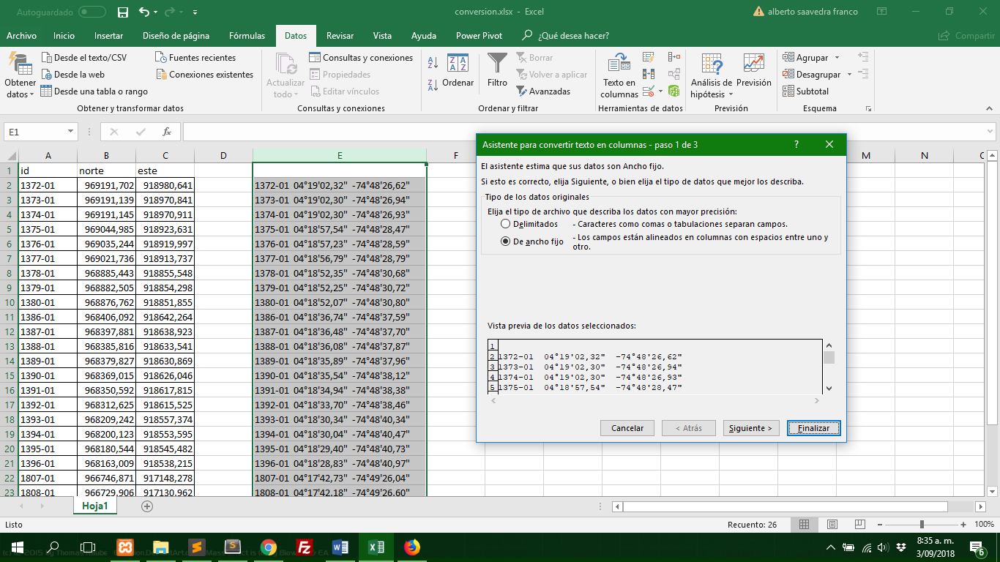 Autoguardado
conversion.xlsx - Excel
alberto saavedra franco
Archivo Inicio Insertar Diseño de página Fórmulas Datos Revisar Vista Ayuda Power Pivot ¿Qué desea hacer? Compartir
Obtener datos
Desde el texto/CSV
Desde la web
Desde una tabla o rango
Fuentes recientes
Conexiones existentes
Obtener y transformar datos
Actualizar todo
Consultas y conexiones
Propiedades
Editar vínculos
Consultas y conexiones
Ordenar
Filtro
Borrar
Volver a aplicar
Avanzadas
Ordenar y filtrar
Texto en columnas
Herramientas de datos
Análisis de hipótesis
Previsión
Previsión
Agrupar
Desagrupar
Subtotal
Esquema
E1
fx
A B C D E F M N
1 id norte este
2 1372-01 969191,702 918980,641 1372-01 04°19'02,32" -74°48'26,62"
3 1373-01 969191,139 918970,841 1373-01 04°19'02,30" -74°48'26,94"
4 1374-01 969191,145 918970,911 1374-01 04°19'02,30" -74°48'26,93"
5 1375-01 969044,985 918923,631 1375-01 04°18'57,54" -74°48'28,47"
6 1376-01 969035,244 918919,997 1376-01 04°18'57,23" -74°48'28,59"
7 1377-01 969021,736 918913,737 1377-01 04°18'56,79" -74°48'28,79"
8 1378-01 968885,443 918855,548 1378-01 04°18'52,35" -74°48'30,68"
9 1379-01 968882,505 918854,298 1379-01 04°18'52,25" -74°48'30,72"
10 1380-01 968876,762 918851,855 1380-01 04°18'52,07" -74°48'30,80"
11 1386-01 968406,092 918642,264 1386-01 04°18'36,74" -74°48'37,59"
12 1387-01 968397,881 918638,923 1387-01 04°18'36,48" -74°48'37,70"
13 1388-01 968385,816 918633,541 1388-01 04°18'36,08" -74°48'37,87"
14 1389-01 968379,827 918630,869 1389-01 04°18'35,89" -74°48'37,96"
15 1390-01 968369,015 918626,046 1390-01 04°18'35,54" -74°48'38,12"
16 1391-01 968350,592 918617,815 1391-01 04°18'34,94" -74°48'38,38"
17 1392-01 968312,625 918615,525 1392-01 04°18'33,70" -74°48'38,46"
18 1393-01 968209,242 918557,374 1393-01 04°18'30,34" -74°48'40,34"
19 1394-01 968200,123 918553,595 1394-01 04°18'30,04" -74°48'40,47"
20 1395-01 968180,544 918545,482 1395-01 04°18'29,40" -74°48'40,73"
21 1396-01 968163,009 918538,215 1396-01 04°18'28,83" -74°48'40,97"
22 1807-01 966746,871 917148,278 1807-01 04°17'42,73" -74°49'26,04"
23 1808-01 966729,906 917130,962 1808-01 04°17'42,18" -74°49'26,60"
Asistente para convertir texto en columnas - paso 1 de 3 ?
El asistente estima que sus datos son Ancho fijo.
Si esto es correcto, elija Siguiente, o bien elija el tipo de datos que mejor los describa.
Tipo de los datos originales
Elija el tipo de archivo que describa los datos con mayor precisión:
Delimitados - Caracteres como comas o tabulaciones separan campos.
De ancho fijo - Los campos están alineados en columnas con espacios entre uno y
otro.
Vista previa de los datos seleccionados:
1
2 1372-01 04°19'02,32" -74°48'26,62"
3 1373-01 04°19'02,30" -74°48'26,94"
4 1374-01 04°19'02,30" -74°48'26,93"
5 1375-01 04°18'57,54" -74°48'28,47"
Cancelar < Atrás Siguiente > Finalizar
Hoja1
Listo
Recuento: 26
100%
8:35 a. m.
3/09/2018
6